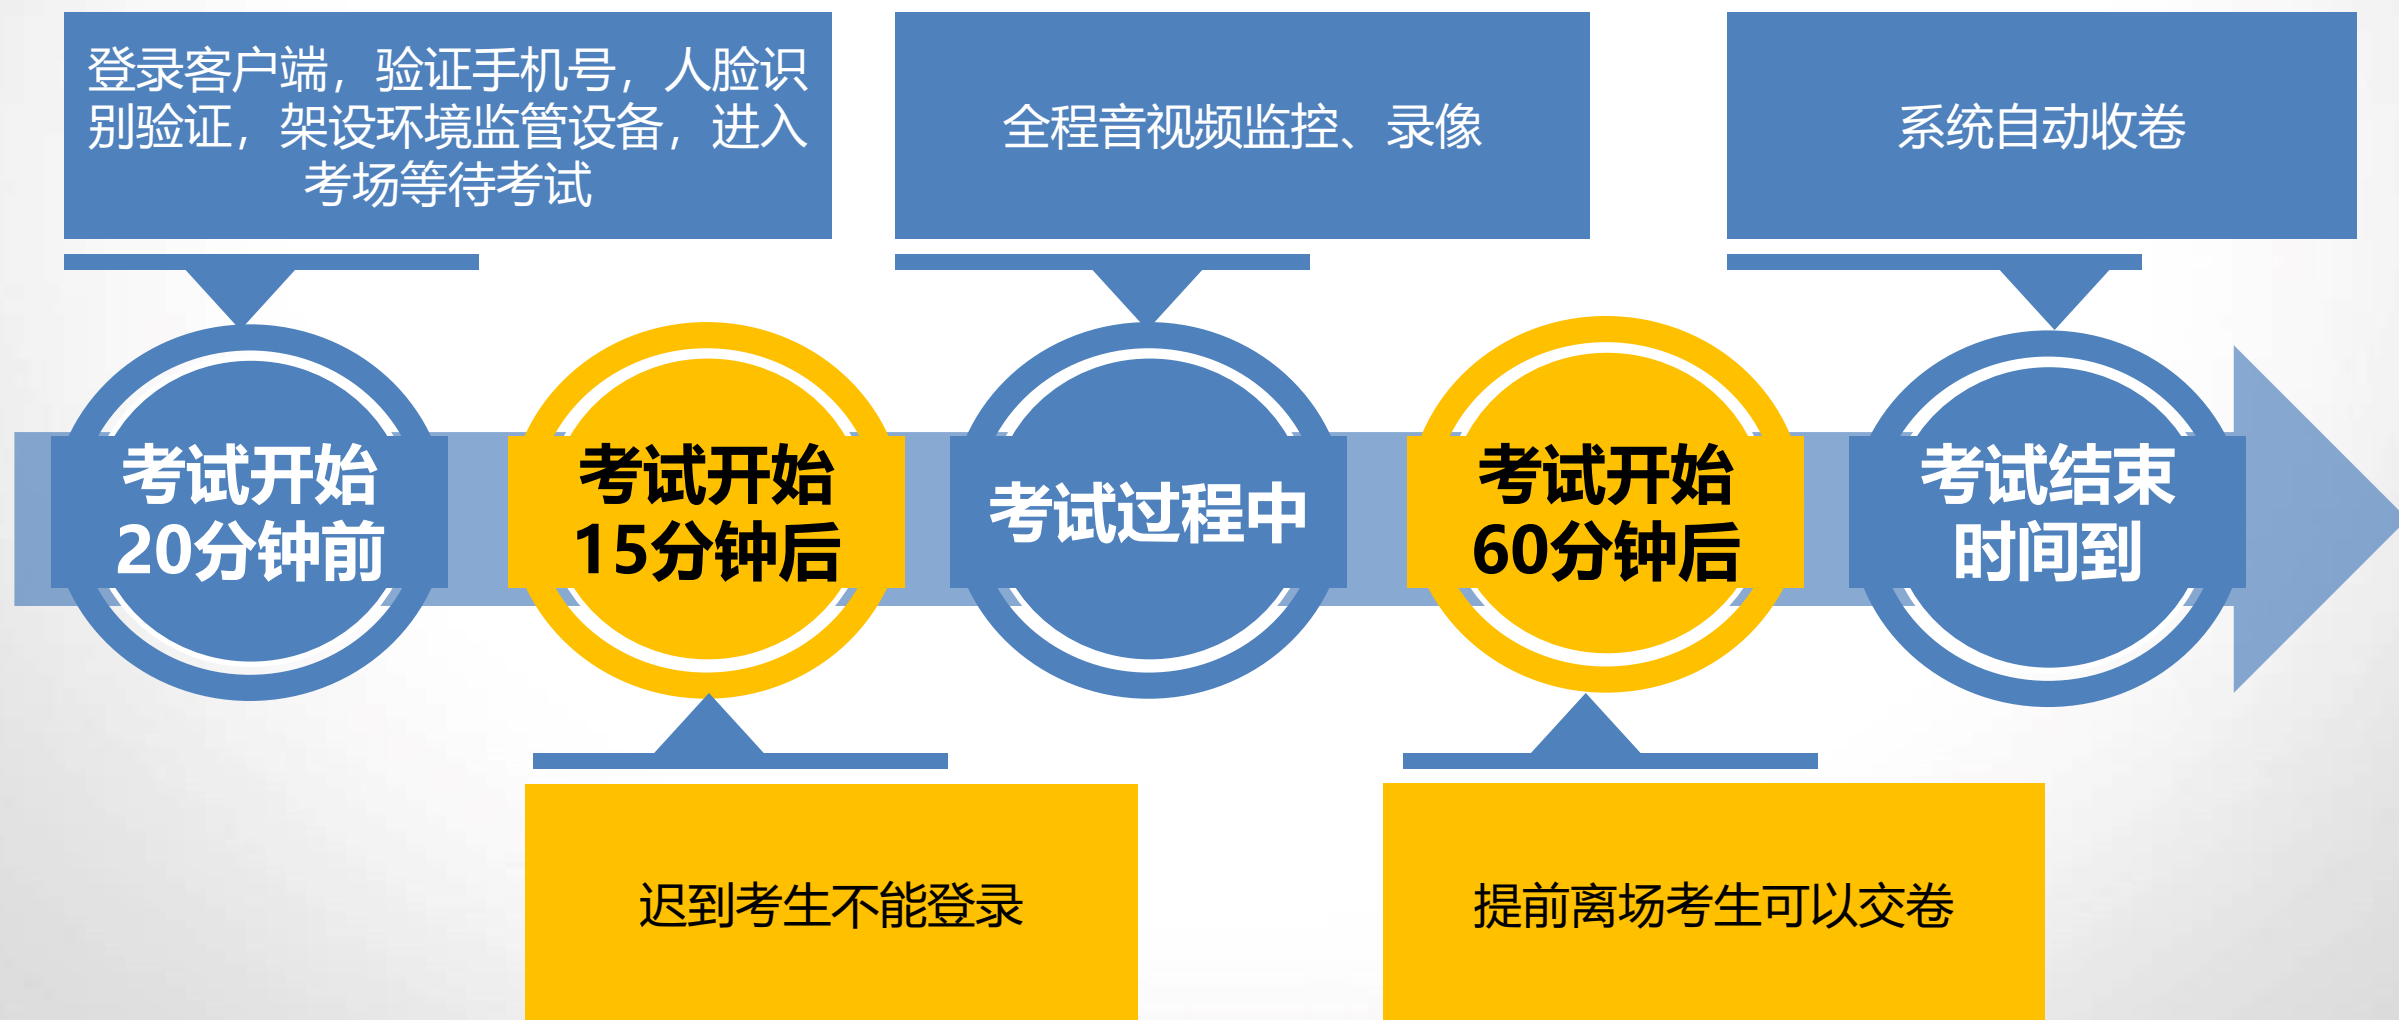 登录客户端，验证手机号，人脸识
别验证，架设环境监管设备，进入
考场等待考试
全程音视频监控、录像
系统自动收卷
考试开始
20分钟前
考试开始
15分钟后
考试过程中
考试开始
60分钟后
考试结束
时间到
迟到考生不能登录
提前离场考生可以交卷